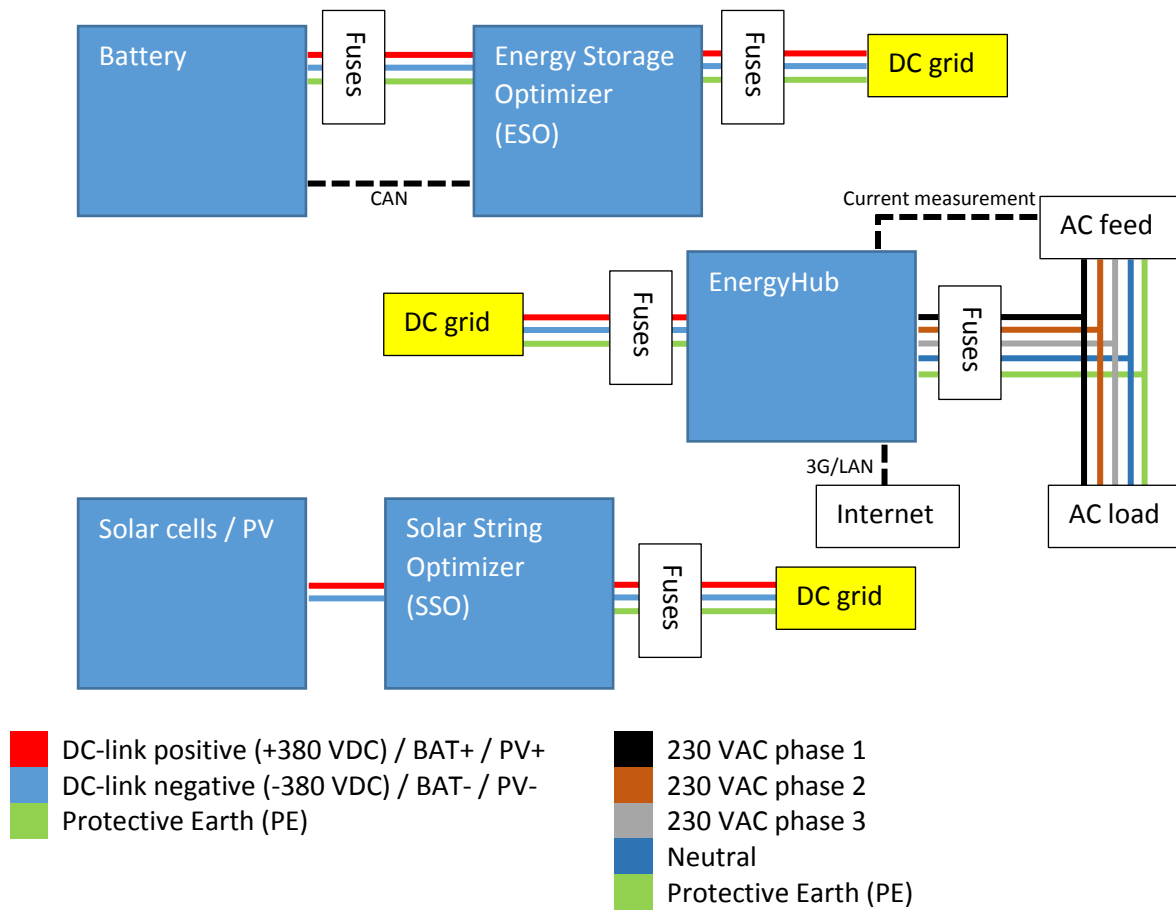 Battery
Fuses
Energy Storage
Optimizer
(ESO)
Fuses
DC grid
CAN
Current measurement
AC feed
DC grid
Fuses
EnergyHub
Fuses
3G/LAN
Internet
AC load
Solar cells / PV
Solar String
Optimizer
(SSO)
Fuses
DC grid
DC-link positive (+380 VDC) / BAT+ / PV+
DC-link negative (-380 VDC) / BAT- / PV-
Protective Earth (PE)
230 VAC phase 1
230 VAC phase 2
230 VAC phase 3
Neutral
Protective Earth (PE)